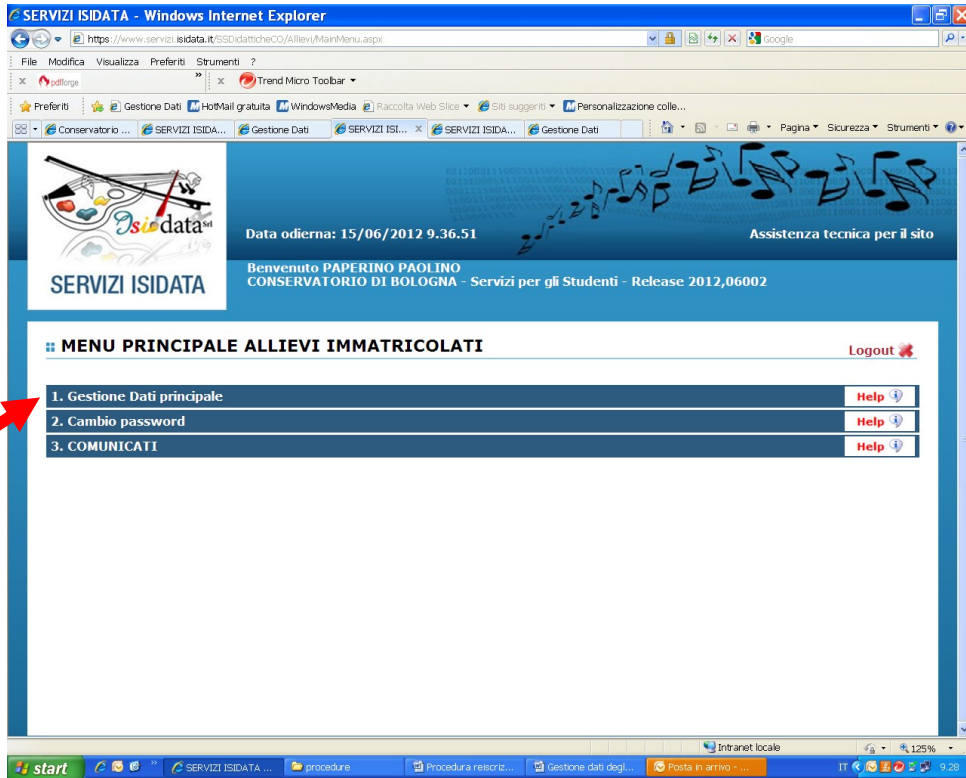 SERVIZI ISIDATA - Windows Internet Explorer
https://www.servizi.isidata.it/SSDidatticheCO/Allievi/MainMenu.aspx
Google
File Modifica Visualizza Preferiti Strumenti ?
x pdfforge » x Trend Micro Toolbar
Preferiti Gestione Dati HotMail gratuita WindowsMedia Raccolta Web Slice Siti suggeriti Personalizzazione colle...
Conservatorio ... SERVIZI ISIDA... Gestione Dati SERVIZI ISI... x SERVIZI ISIDA... Gestione Dati Pagina Sicurezza Strumenti
Isidata srl
SERVIZI ISIDATA
Data odierna: 15/06/2012 9.36.51
Assistenza tecnica per il sito
Benvenuto PAPERINO PAOLINO
CONSERVATORIO DI BOLOGNA - Servizi per gli Studenti - Release 2012,06002
MENU PRINCIPALE ALLIEVI IMMATRICOLATI
Logout
1. Gestione Dati principale Help
2. Cambio password Help
3. COMUNICATI Help
Intranet locale 125%
start » SERVIZI ISIDATA ... procedure Procedura reiscriz... Gestione dati degl... Posta in arrivo - ... IT 9.28